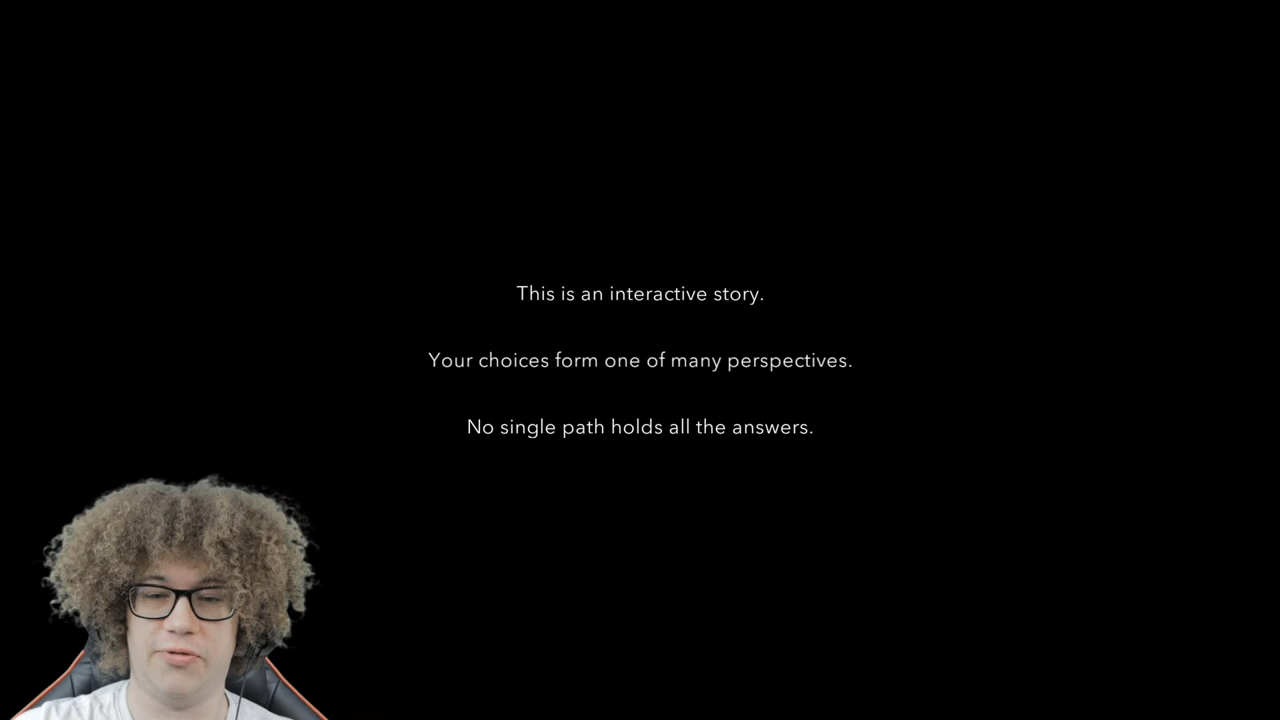 This is an interactive story.
Your choices form one of many perspectives.
No single path holds all the answers.